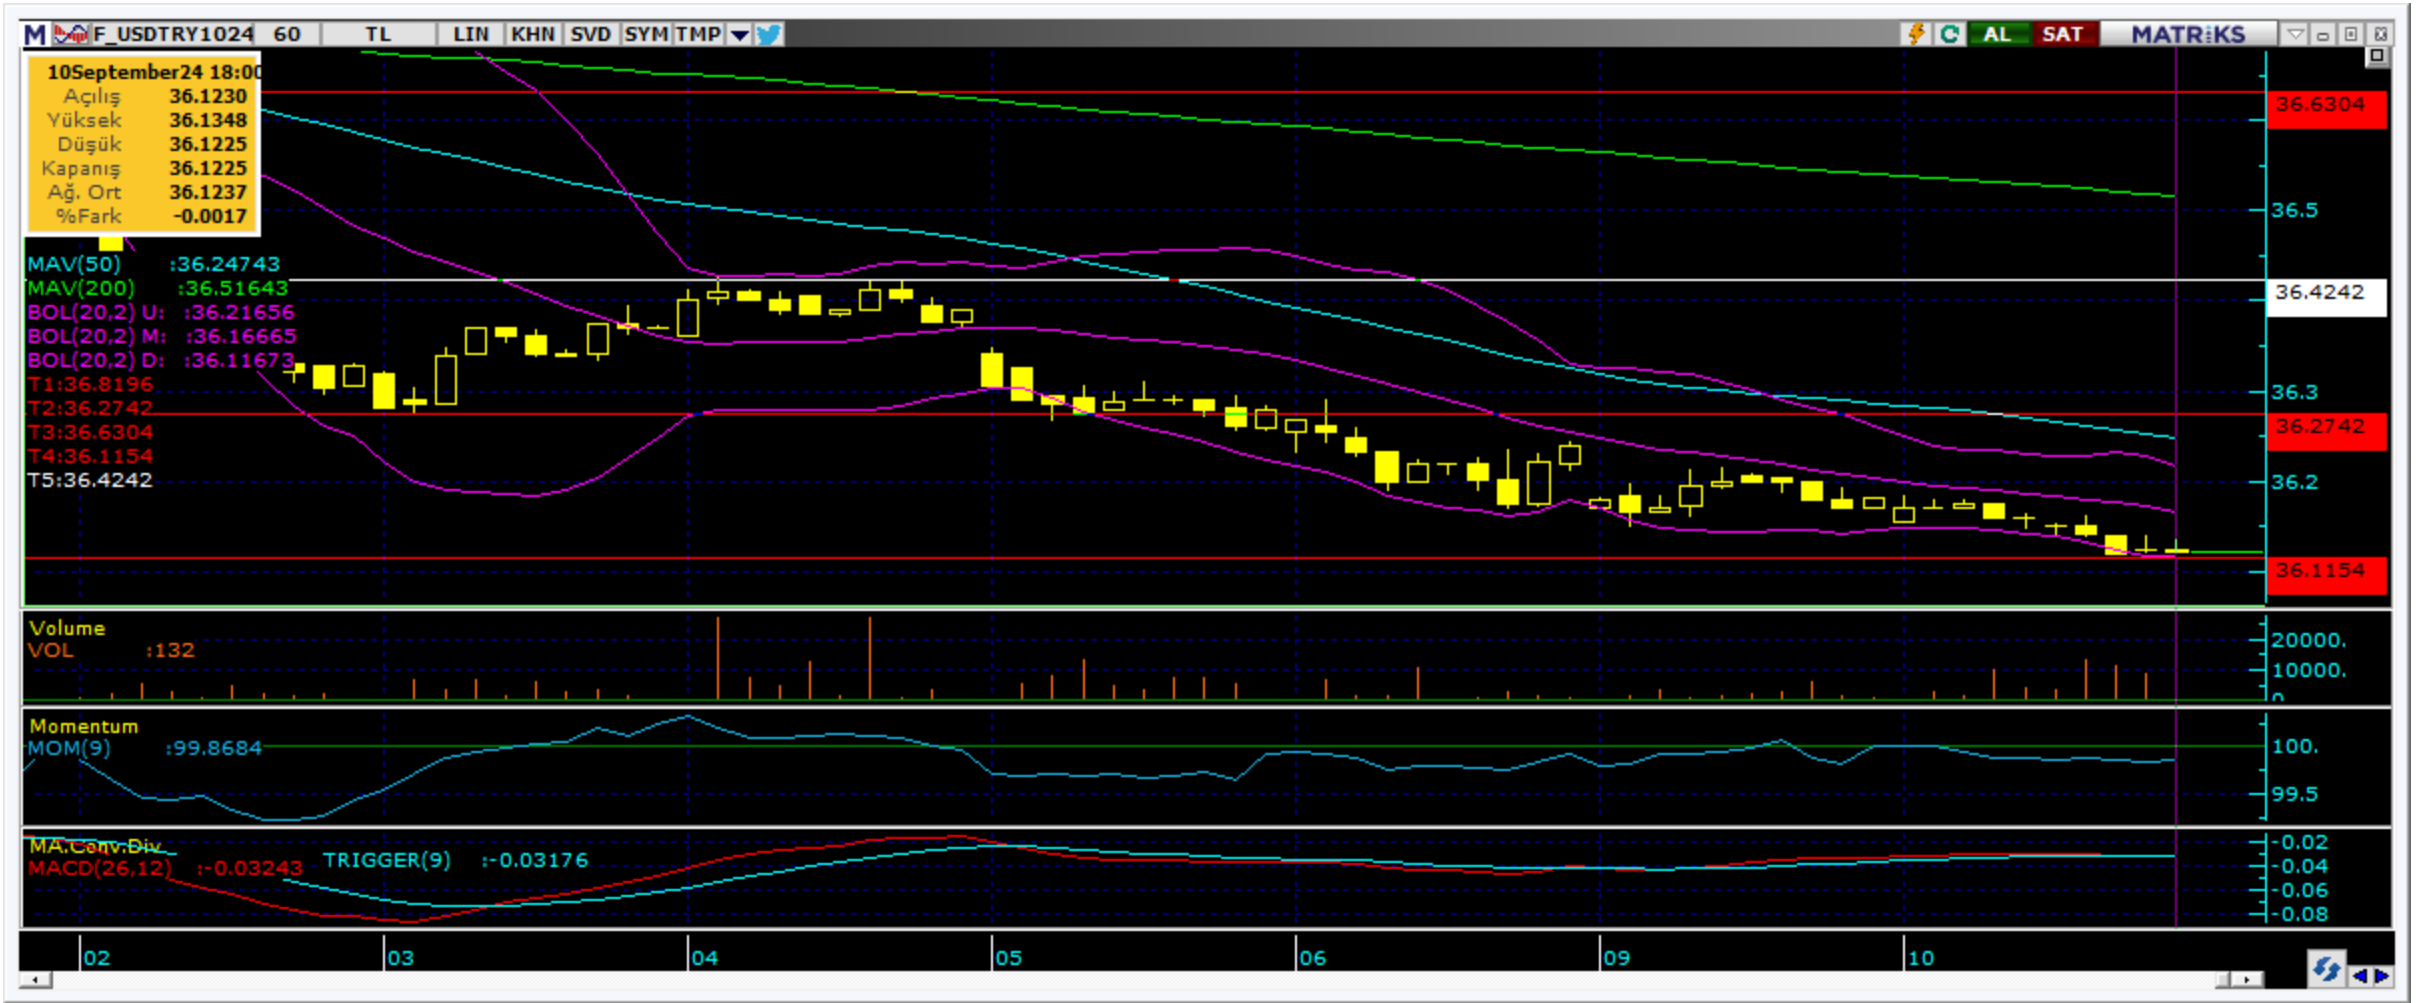 M F_USDTRY1024 60 TL LIN KHN SVD SYM TMP AL SAT MATRiKS
10September24 18:00
Açılış 36.1230
Yüksek 36.1348
Düşük 36.1225
Kapanış 36.1225
Ağ. Ort 36.1237
%Fark -0.0017
MAV(50) :36.24743
MAV(200) :36.51643
BOL(20,2) U: :36.21656
BOL(20,2) M: :36.16665
BOL(20,2) D: :36.11673
T1:36.8196
T2:36.2742
T3:36.6304
T4:36.1154
T5:36.4242
36.6304
36.5
36.4242
36.3
36.2742
36.2
36.1154
Volume
VOL :132
20000.
10000.
0
Momentum
MOM(9) :99.8684
100.
99.5
MA.Conv.Div
MACD(26,12) :-0.03243 TRIGGER(9) :-0.03176
-0.02
-0.04
-0.06
-0.08
02 03 04 05 06 09 10